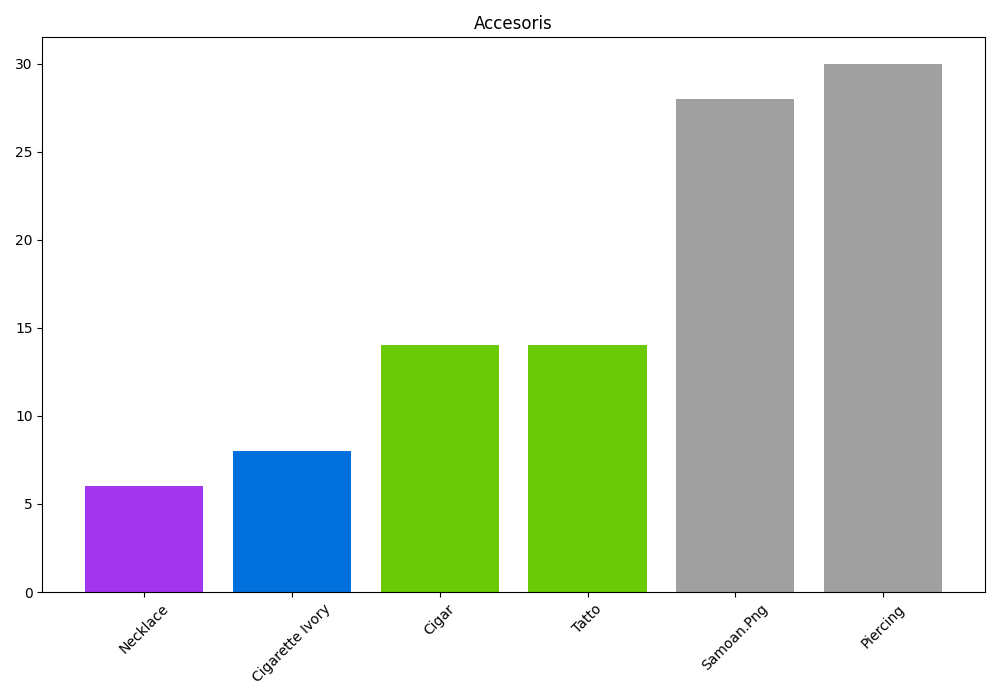 Accesoris
30
25
20
15
10
5
0
Necklace
Cigarette Ivory
Cigar
Tatto
Samoan.Png
Piercing